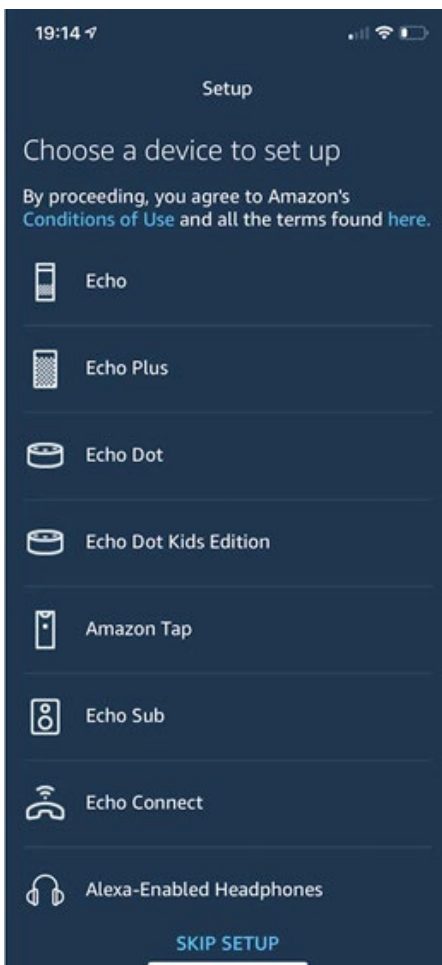 19:14
Setup
Choose a device to set up
By proceeding, you agree to Amazon's
Conditions of Use and all the terms found here.
Echo
Echo Plus
Echo Dot
Echo Dot Kids Edition
Amazon Tap
Echo Sub
Echo Connect
Alexa-Enabled Headphones
SKIP SETUP